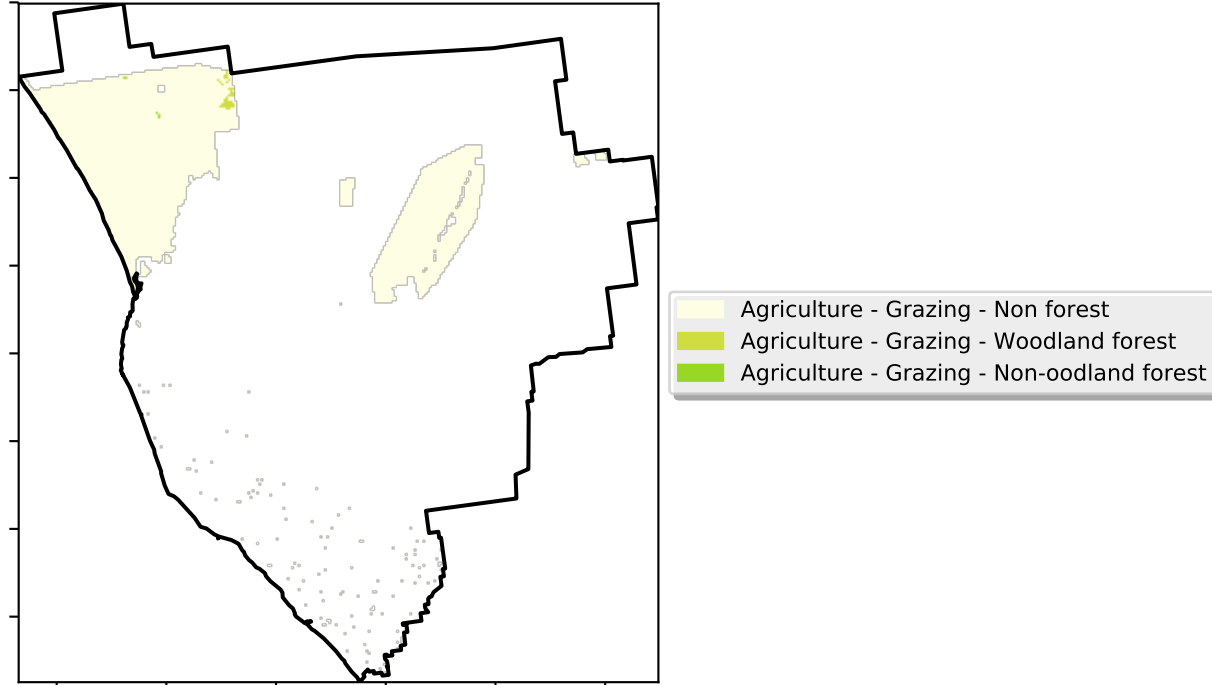 Agriculture - Grazing - Non forest
Agriculture - Grazing - Woodland forest
Agriculture - Grazing - Non-oodland forest